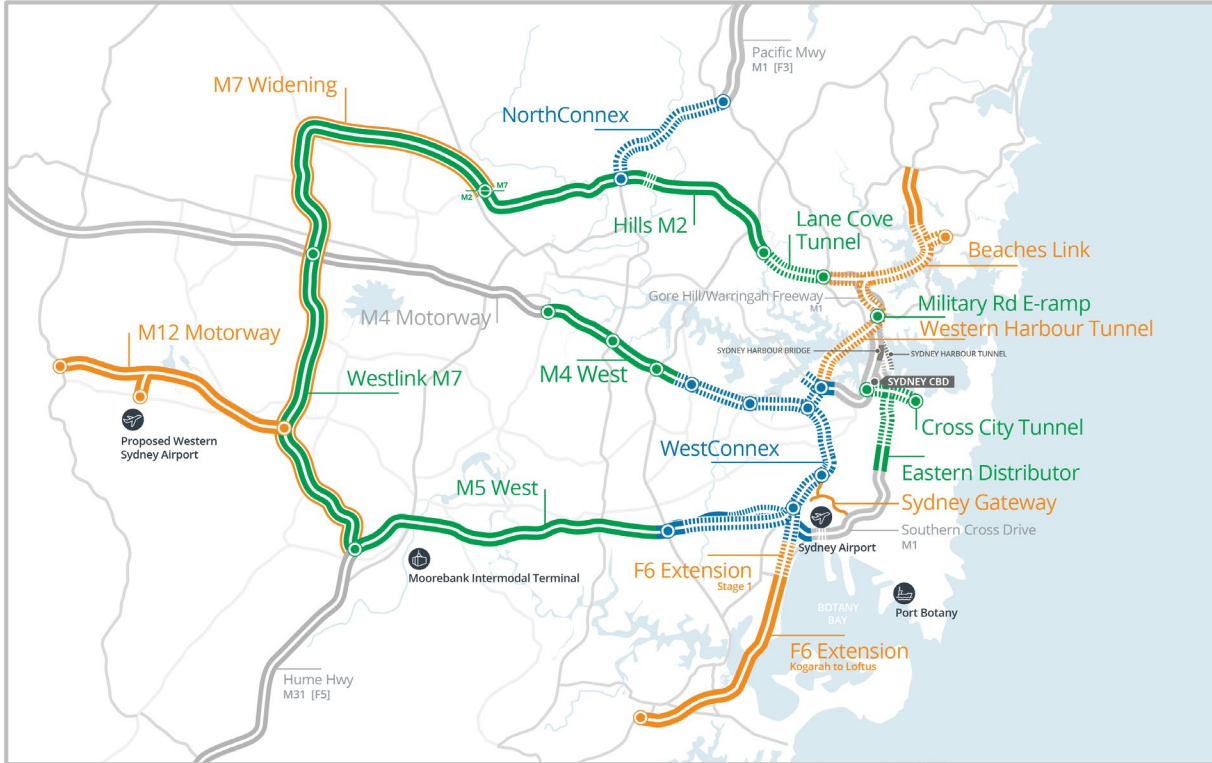 Pacific Mwy
M1 [F3]
M7 Widening
NorthConnex
M7
M2
Hills M2
Lane Cove
Tunnel
Beaches Link
Gore Hill/Warringah Freeway
M1
Military Rd E-ramp
M4 Motorway
M12 Motorway
Western Harbour Tunnel
SYDNEY HARBOUR BRIDGE
SYDNEY HARBOUR TUNNEL
Westlink M7
M4 West
SYDNEY CBD
Proposed Western
Sydney Airport
Cross City Tunnel
WestConnex
Eastern Distributor
M5 West
Sydney Gateway
Southern Cross Drive
M1
Sydney Airport
Moorebank Intermodal Terminal
F6 Extension
Stage 1
BOTANY
BAY
Port Botany
F6 Extension
Kogarah to Loftus
Hume Hwy
M31 [F5]